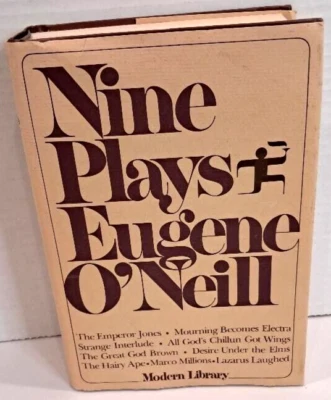 Nine
Plays
Eugene
O'Neill
The Emperor Jones • Mourning Becomes Electra
Strange Interlude • All God's Chillun Got Wings
The Great God Brown • Desire Under the Elms
The Hairy Ape • Marco Millions • Lazarus Laughed
Modern Library